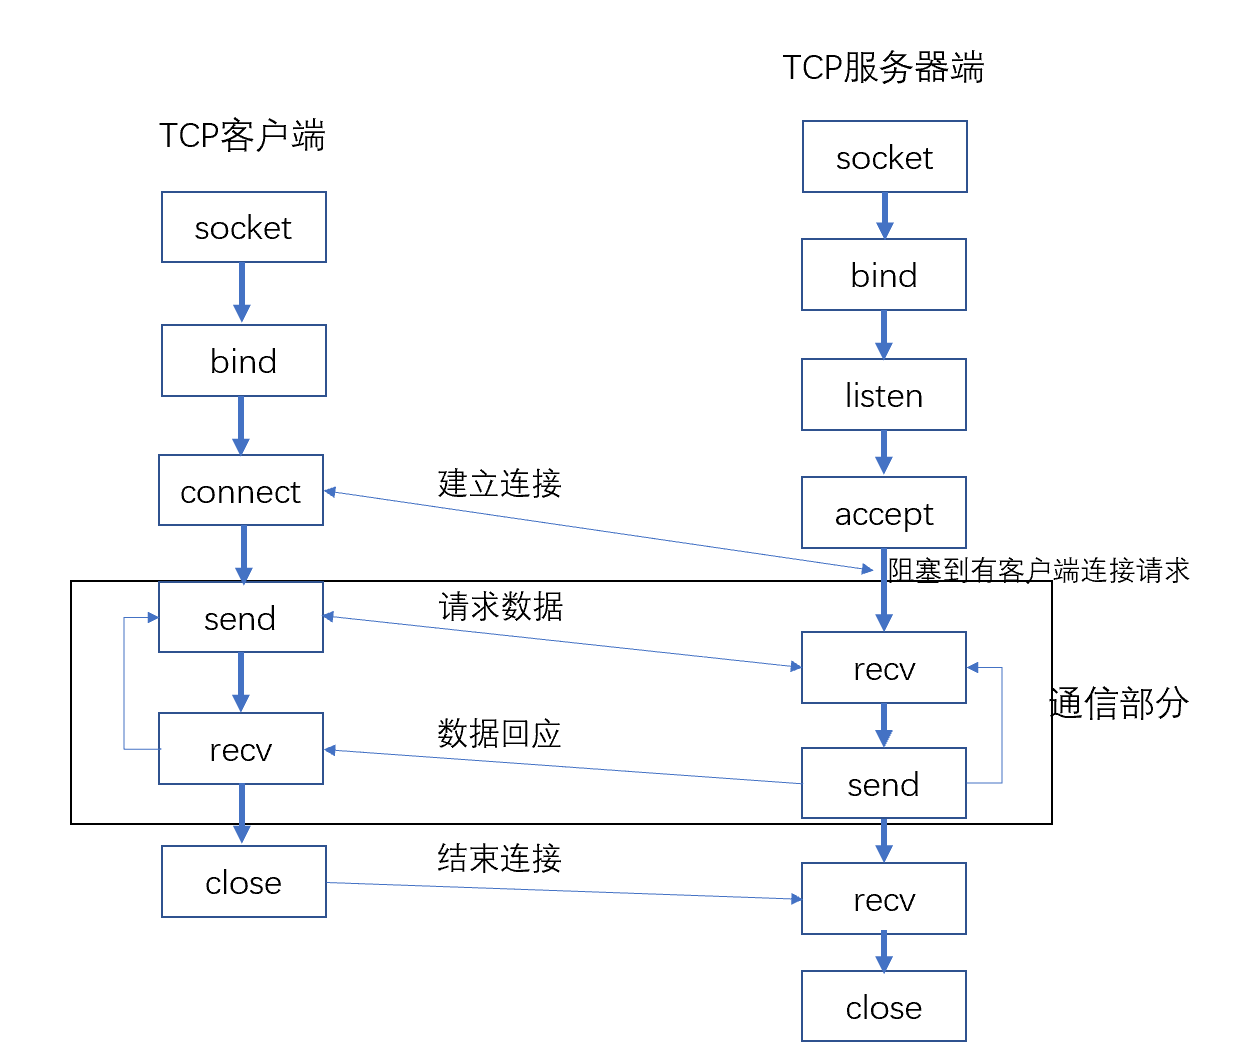 TCP服务器端
TCP客户端
socket
socket
bind
bind
listen
connect
建立连接
accept
阻塞到有客户端连接请求
send
请求数据
recv
通信部分
recv
数据回应
send
close
结束连接
recv
close